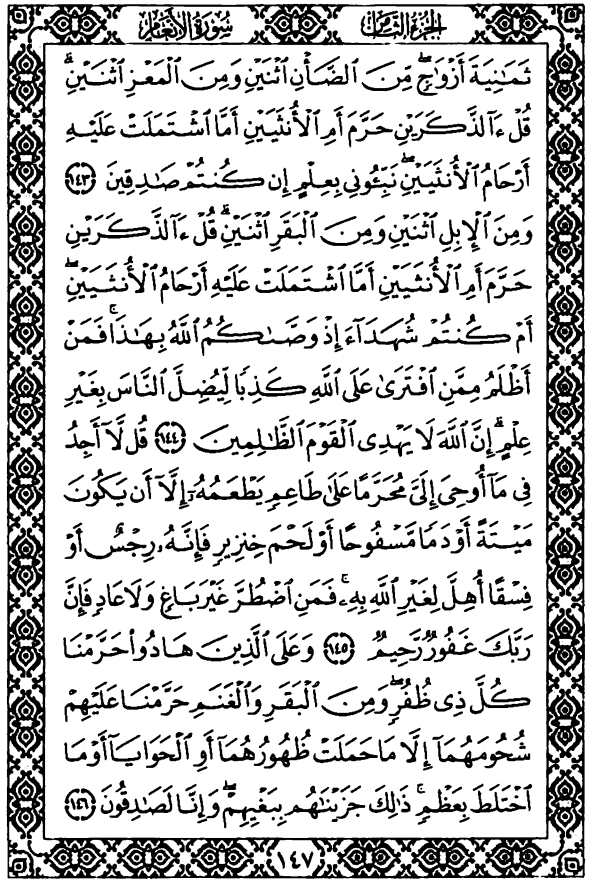 الجزء الثامن
سورة الأنعام
ثَمَٰنِيَةَ أَزْوَٰجٍۖ مِّنَ ٱلضَّأْنِ ٱثْنَيْنِ وَمِنَ ٱلْمَعْزِ ٱثْنَيْنِۗ
قُلْ ءَآلذَّكَرَيْنِ حَرَّمَ أَمِ ٱلْأُنثَيَيْنِ أَمَّا ٱشْتَمَلَتْ عَلَيْهِ
أَرْحَامُ ٱلْأُنثَيَيْنِۖ نَبِّـُٔونِي بِعِلْمٍ إِن كُنتُمْ صَٰدِقِينَ ١٤٣
وَمِنَ ٱلْإِبِلِ ٱثْنَيْنِ وَمِنَ ٱلْبَقَرِ ٱثْنَيْنِۗ قُلْ ءَآلذَّكَرَيْنِ
حَرَّمَ أَمِ ٱلْأُنثَيَيْنِ أَمَّا ٱشْتَمَلَتْ عَلَيْهِ أَرْحَامُ ٱلْأُنثَيَيْنِۖ
أَمْ كُنتُمْ شُهَدَآءَ إِذْ وَصَّىٰكُمُ ٱللَّهُ بِهَٰذَاۚ فَمَنْ
أَظْلَمُ مِمَّنِ ٱفْتَرَىٰ عَلَى ٱللَّهِ كَذِبًا لِّيُضِلَّ ٱلنَّاسَ بِغَيْرِ
عِلْمٍۗ إِنَّ ٱللَّهَ لَا يَهْدِى ٱلْقَوْمَ ٱلظَّٰلِمِينَ ١٤٤ قُل لَّآ أَجِدُ
فِى مَآ أُوحِىَ إِلَىَّ مُحَرَّمًا عَلَىٰ طَاعِمٍ يَطْعَمُهُۥٓ إِلَّآ أَن يَكُونَ
مَيْتَةً أَوْ دَمًا مَّسْفُوحًا أَوْ لَحْمَ خِنزِيرٍ فَإِنَّهُۥ رِجْسٌ أَوْ
فِسْقًا أُهِلَّ لِغَيْرِ ٱللَّهِ بِهِۦۚ فَمَنِ ٱضْطُرَّ غَيْرَ بَاغٍ وَلَا عَادٍ فَإِنَّ
رَبَّكَ غَفُورٌ رَّحِيمٌ ١٤٥ وَعَلَى ٱلَّذِينَ هَادُوا۟ حَرَّمْنَا
كُلَّ ذِى ظُفُرٍۖ وَمِنَ ٱلْبَقَرِ وَٱلْغَنَمِ حَرَّمْنَا عَلَيْهِمْ
شُحُومَهُمَآ إِلَّا مَا حَمَلَتْ ظُهُورُهُمَآ أَوِ ٱلْحَوَايَآ أَوْ مَا
ٱخْتَلَطَ بِعَظْمٍۚ ذَٰلِكَ جَزَيْنَٰهُم بِبَغْيِهِمْۖ وَإِنَّا لَصَٰدِقُونَ ١٤٦
١٤٧